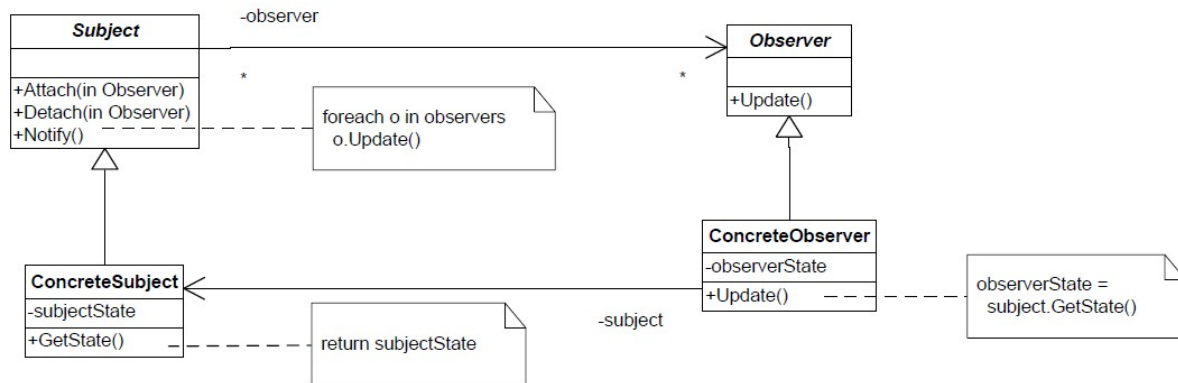 -observer
Subject
Observer
*
*
+Attach(in Observer)
+Detach(in Observer)
+Notify()
+Update()
foreach o in observers
o.Update()
ConcreteObserver
-observerState
+Update()
observerState =
subject.GetState()
ConcreteSubject
-subjectState
+GetState()
-subject
return subjectState